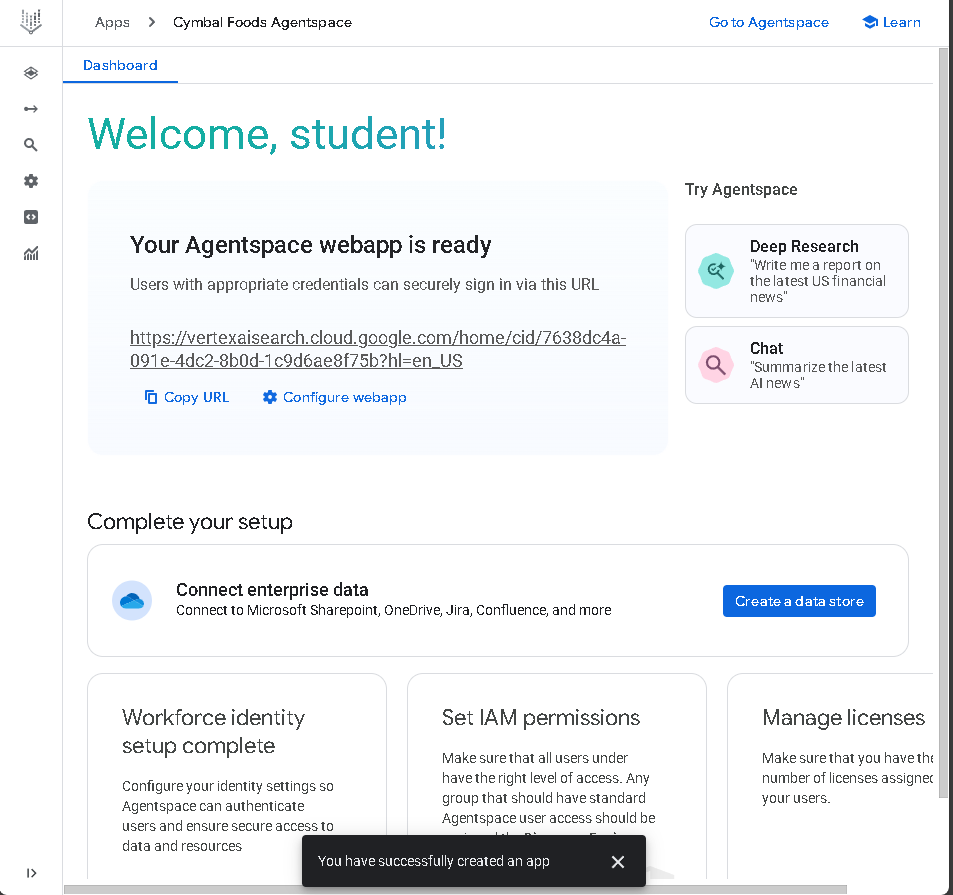 Apps
Cymbal Foods Agentspace
Go to Agentspace
Learn
Dashboard
Welcome, student!
Your Agentspace webapp is ready
Users with appropriate credentials can securely sign in via this URL
https://vertexaisearch.cloud.google.com/home/cid/7638dc4a-
091e-4dc2-8b0d-1c9d6ae8f75b?hl=en_US
Copy URL
Configure webapp
Try Agentspace
Deep Research
"Write me a report on
the latest US financial
news"
Chat
"Summarize the latest
AI news"
Complete your setup
Connect enterprise data
Connect to Microsoft Sharepoint, OneDrive, Jira, Confluence, and more
Create a data store
Workforce identity
setup complete
Configure your identity settings so
Agentspace can authenticate
users and ensure secure access to
data and resources
Set IAM permissions
Make sure that all users under
have the right level of access. Any
group that should have standard
Agentspace user access should be
Manage licenses
Make sure that you have the
number of licenses assigned
your users.
You have successfully created an app